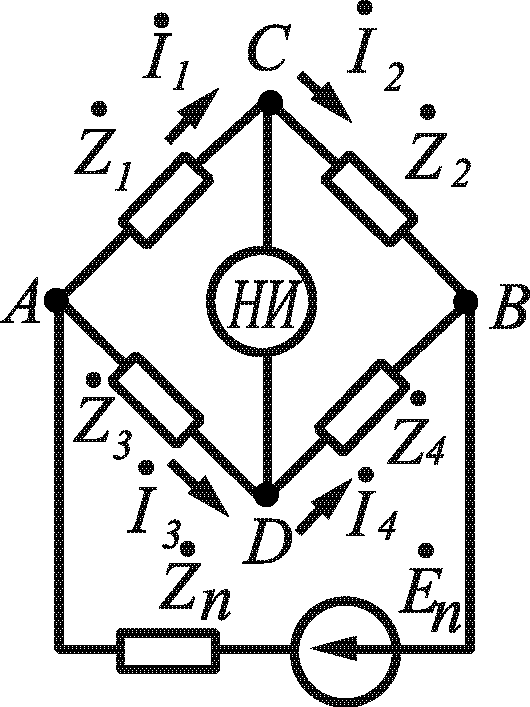 İ1 C İ2
Ż1 Ż2
A НИ B
Ż3 Ż4
İ3 D İ4
Żn Ėn